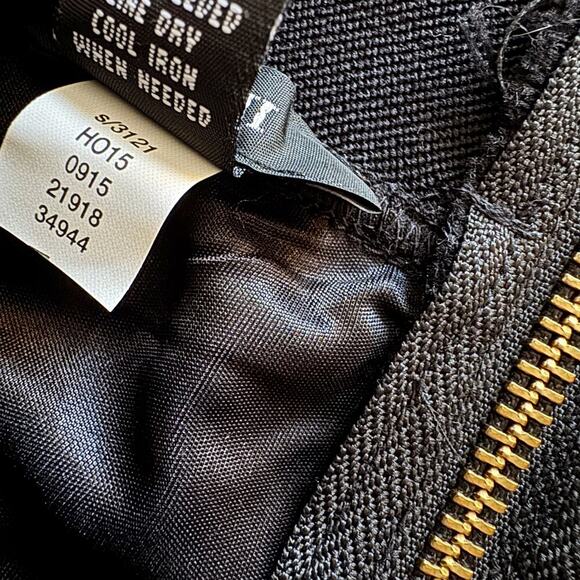 COOL IRON
WHEN NEEDED
s/3121
HO15
0915
21918
34944